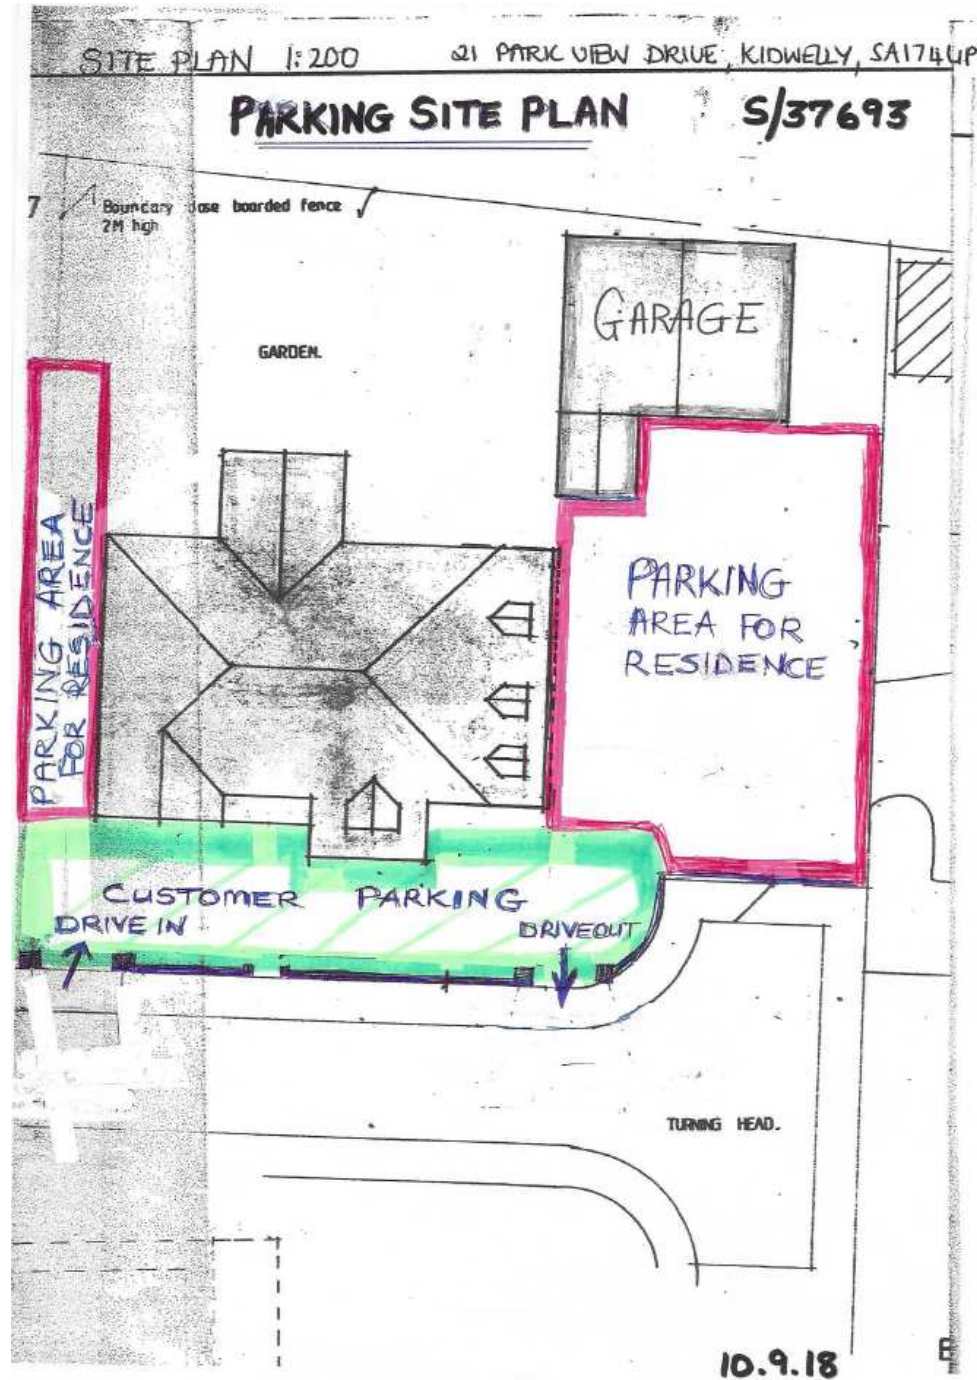 SITE PLAN 1:200 21 PARK VIEW DRIVE, KIDWELLY, SA17 4UP
PARKING SITE PLAN S/37693
7
Boundary close boarded fence
2M high
GARAGE
GARDEN.
PARKING AREA
FOR RESIDENCE
PARKING
AREA FOR
RESIDENCE
CUSTOMER PARKING
DRIVE IN
DRIVEOUT
TURNING HEAD.
10.9.18